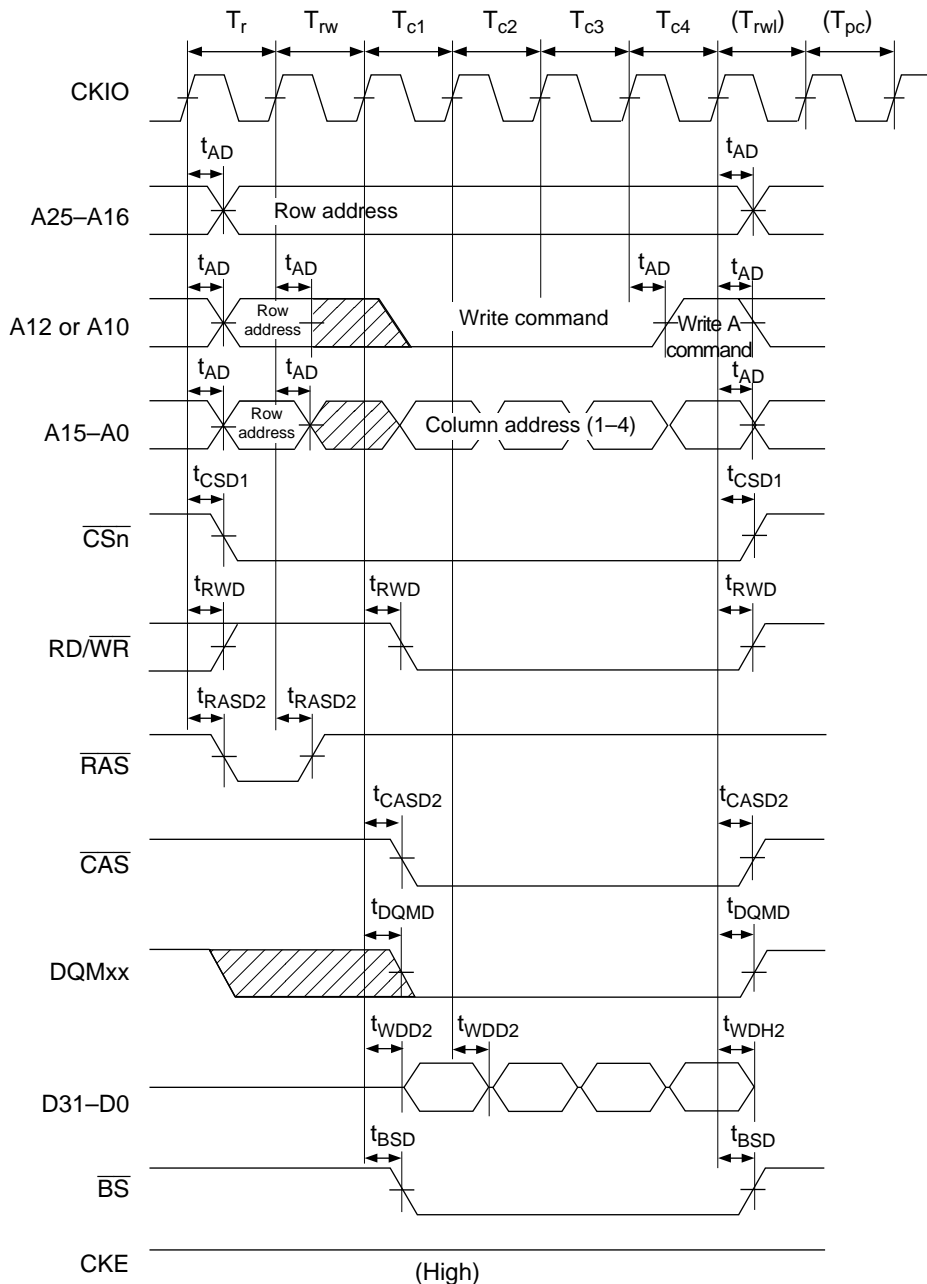 Tr Trw Tc1 Tc2 Tc3 Tc4 (Trwl) (Tpc)
CKIO
tAD tAD
A25–A16 Row address
tAD tAD tAD tAD
A12 or A10 Row address Write command Write A command
tAD tAD tAD
A15–A0 Row address Column address (1–4)
tCSD1 tCSD1
CSn
tRWD tRWD tRWD
RD/WR
tRASD2 tRASD2
RAS
tCASD2 tCASD2
CAS
tDQMD tDQMD
DQMxx
tWDD2 tWDD2 tWDH2
D31–D0
tBSD tBSD
BS
CKE (High)